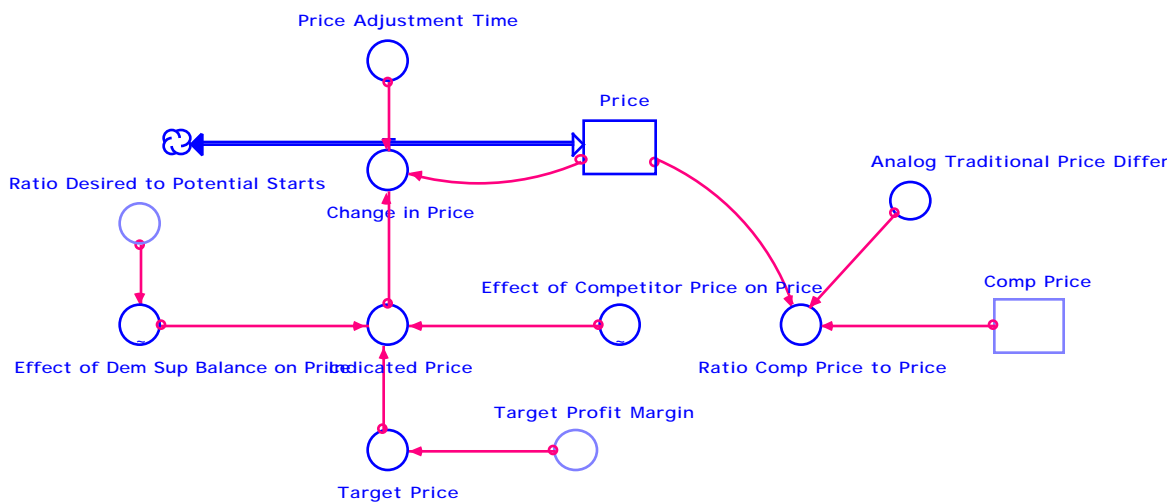 Price Adjustment Time
Price
Analog Traditional Price Differ
Ratio Desired to Potential Starts
Change in Price
Comp Price
Effect of Competitor Price on Price
~
~
Effect of Dem Sup Balance on Price
Indicated Price
Ratio Comp Price to Price
Target Profit Margin
Target Price